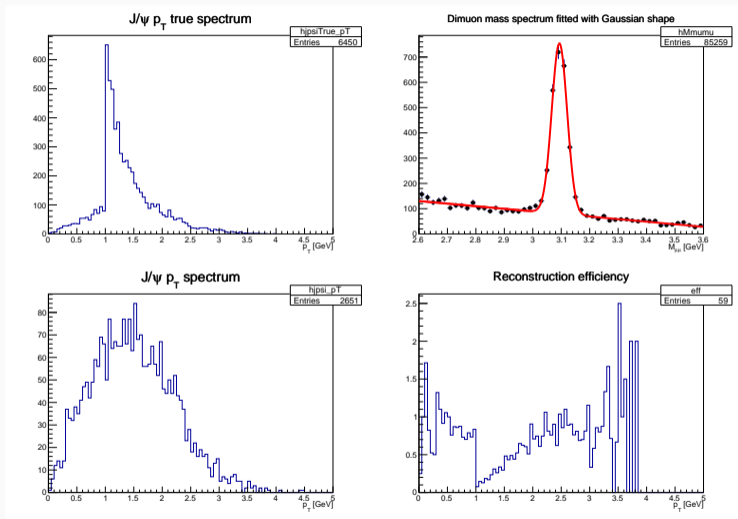 J/ψ p_T true spectrum
hjpsiTrue_pT
Entries 6450
600
500
400
300
200
100
0
0 0.5 1 1.5 2 2.5 3 3.5 4 4.5 5
p_T [GeV]
Dimuon mass spectrum fitted with Gaussian shape
hMmumu
Entries 85259
700
600
500
400
300
200
100
0
2.6 2.7 2.8 2.9 3 3.1 3.2 3.3 3.4 3.5 3.6
M_μμ [GeV]
J/ψ p_T spectrum
hjpsi_pT
Entries 2651
80
70
60
50
40
30
20
10
0
0 0.5 1 1.5 2 2.5 3 3.5 4 4.5 5
p_T [GeV]
Reconstruction efficiency
eff
Entries 59
2.5
2
1.5
1
0.5
0
0 0.5 1 1.5 2 2.5 3 3.5 4 4.5 5
p_T [GeV]